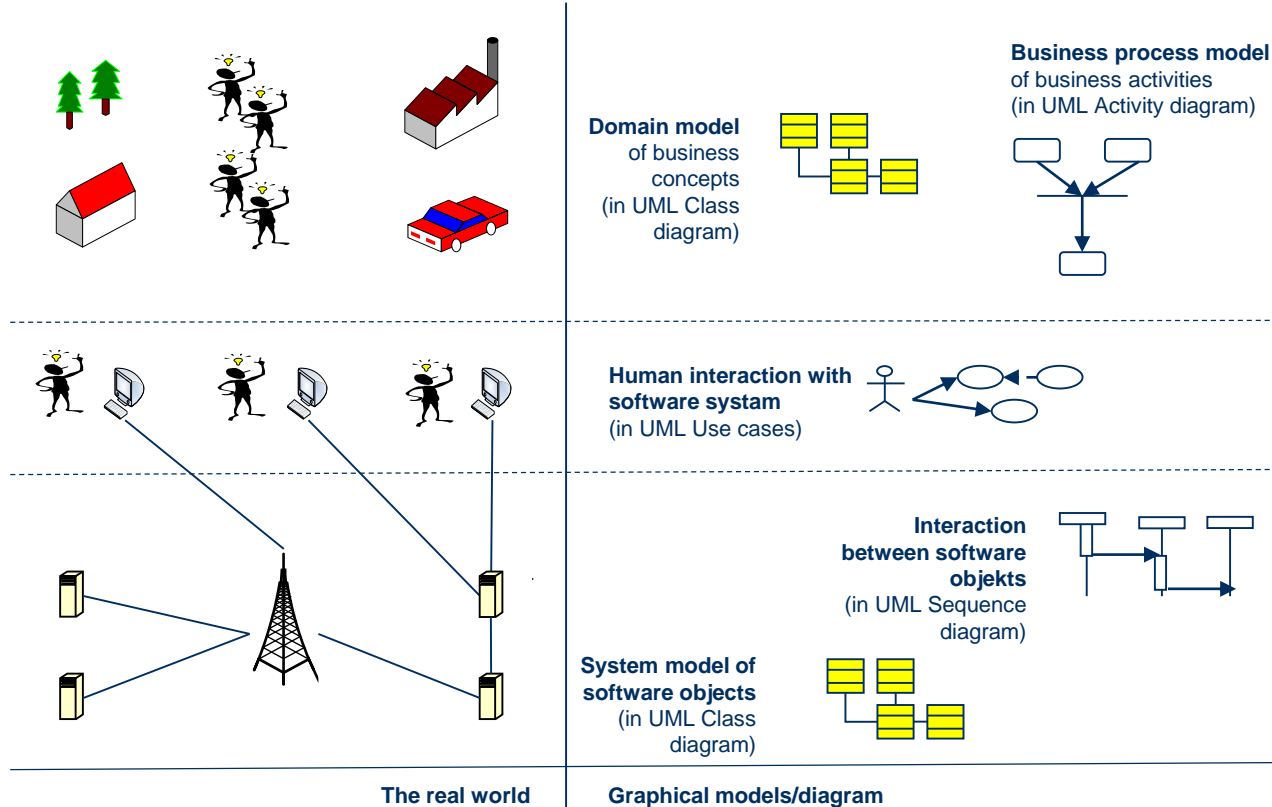 Business process model
of business activities
(in UML Activity diagram)
Domain model
of business
concepts
(in UML Class
diagram)
Human interaction with
software systam
(in UML Use cases)
Interaction
between software
objekts
(in UML Sequence
diagram)
System model of
software objects
(in UML Class
diagram)
The real world
Graphical models/diagram